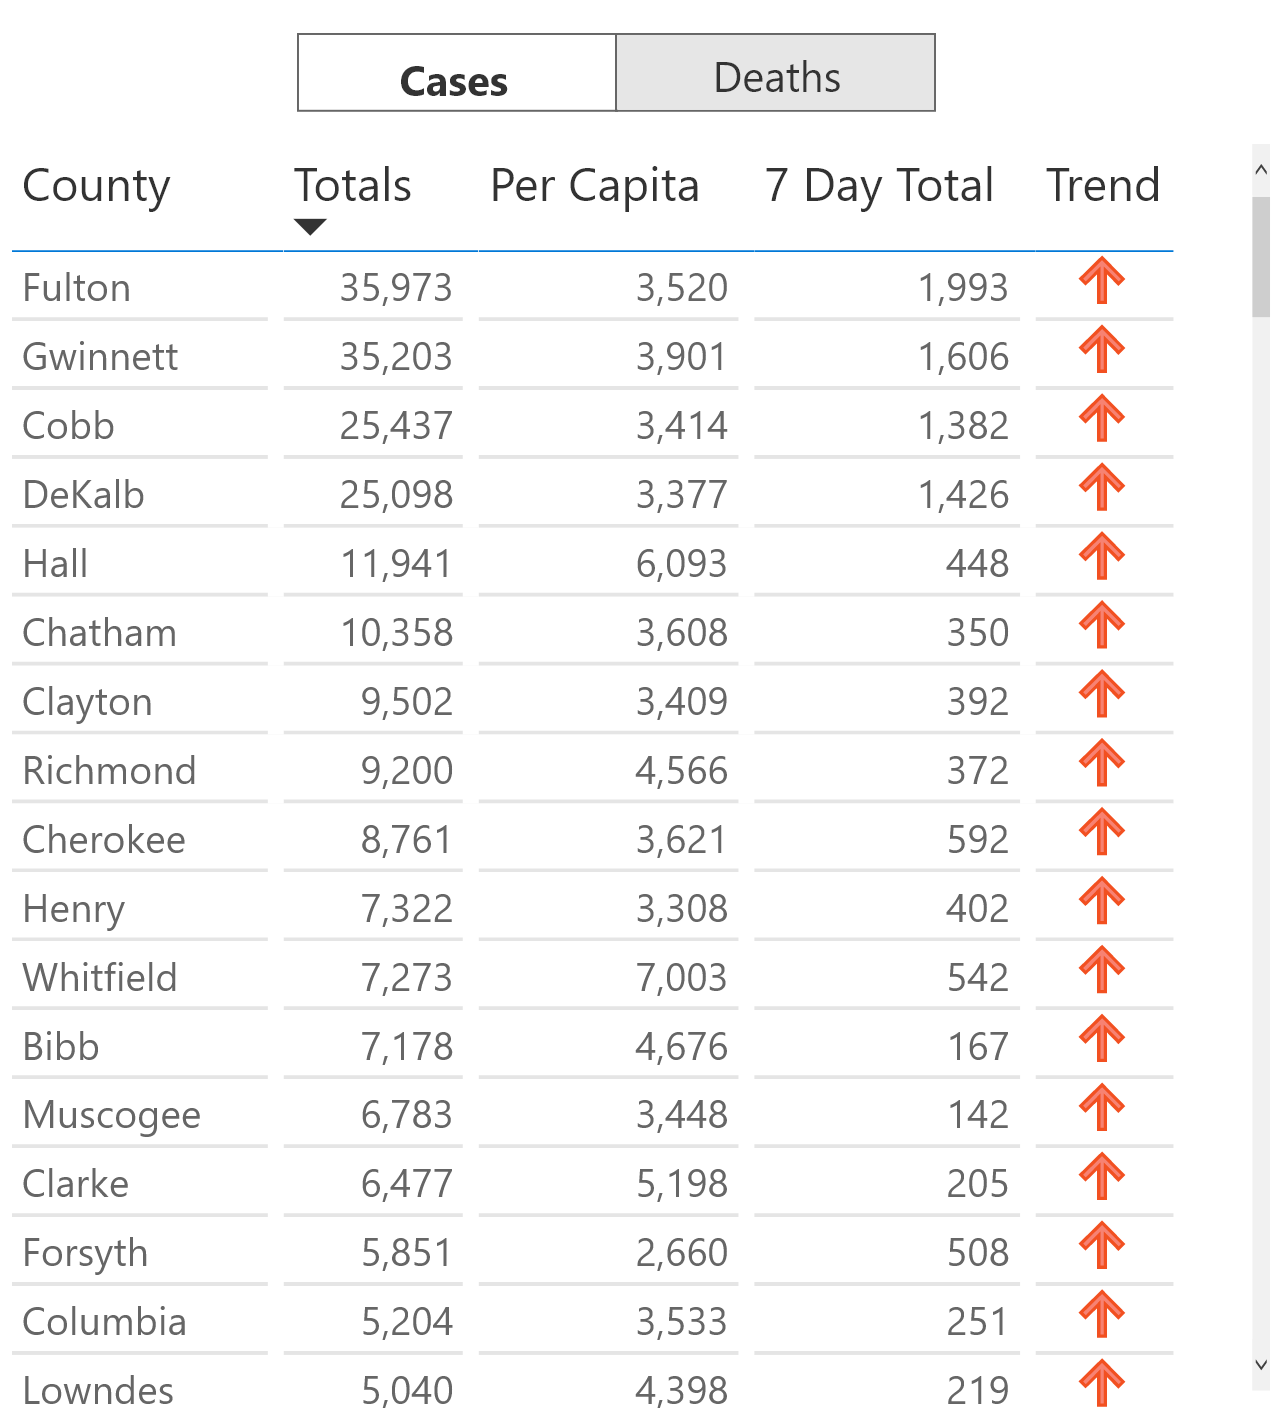 Cases Deaths
County Totals Per Capita 7 Day Total Trend
Fulton 35,973 3,520 1,993
Gwinnett 35,203 3,901 1,606
Cobb 25,437 3,414 1,382
DeKalb 25,098 3,377 1,426
Hall 11,941 6,093 448
Chatham 10,358 3,608 350
Clayton 9,502 3,409 392
Richmond 9,200 4,566 372
Cherokee 8,761 3,621 592
Henry 7,322 3,308 402
Whitfield 7,273 7,003 542
Bibb 7,178 4,676 167
Muscogee 6,783 3,448 142
Clarke 6,477 5,198 205
Forsyth 5,851 2,660 508
Columbia 5,204 3,533 251
Lowndes 5,040 4,398 219